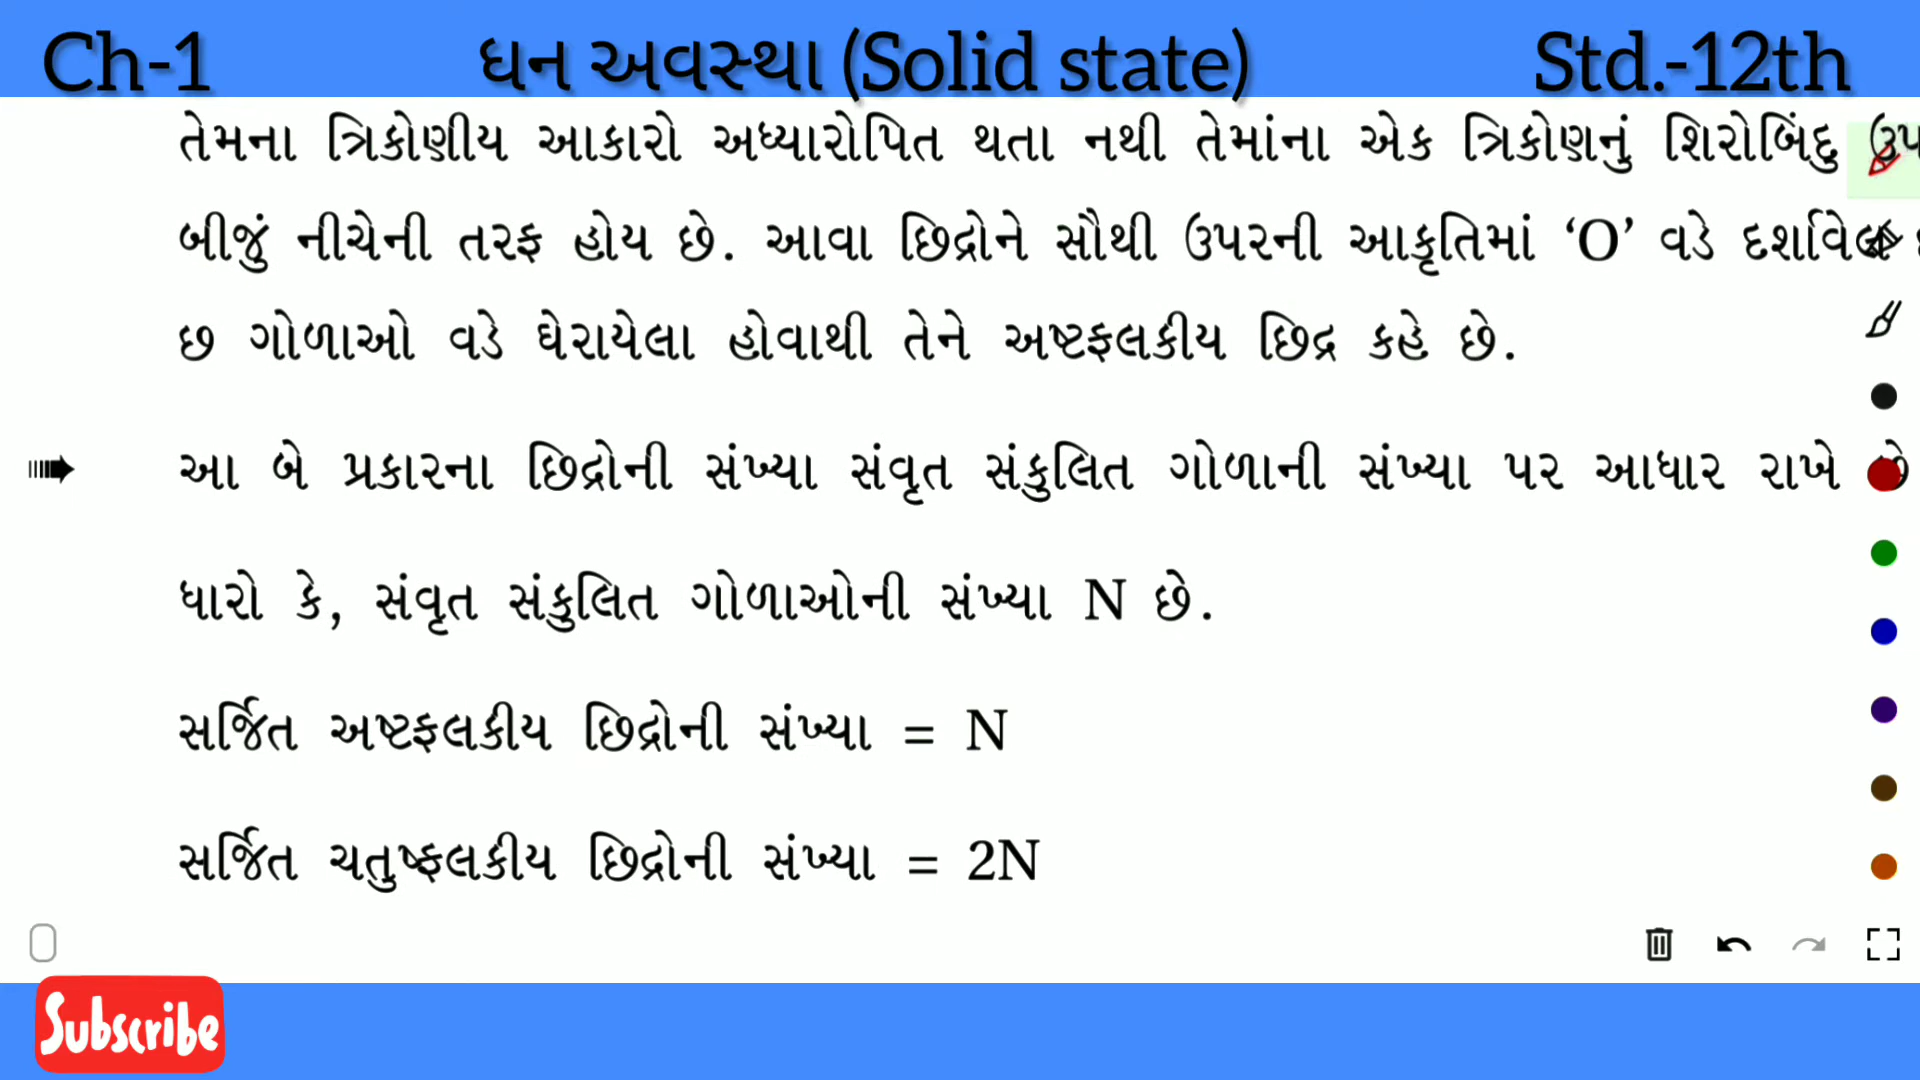 Ch-1 ઘન અવસ્થા (Solid state) Std.-12th
તેમના ત્રિકોણીય આકારો અધ્યારોપિત થતા નથી તેમાંના એક ત્રિકોણનું શિરોબિંદુ
બીજું નીચેની તરફ હોય છે. આવા છિદ્રોને સૌથી ઉપરની આકૃતિમાં ‘O’ વડે દર્શાવેલ
છ ગોળાઓ વડે ઘેરાયેલા હોવાથી તેને અષ્ટફલકીય છિદ્ર કહે છે.
આ બે પ્રકારના છિદ્રોની સંખ્યા સંવૃત સંકુલિત ગોળાની સંખ્યા પર આધાર રાખે છે
ધારો કે, સંવૃત સંકુલિત ગોળાઓની સંખ્યા N છે.
સર્જિત અષ્ટફલકીય છિદ્રોની સંખ્યા = N
સર્જિત ચતુષ્ફલકીય છિદ્રોની સંખ્યા = 2N
Subscribe